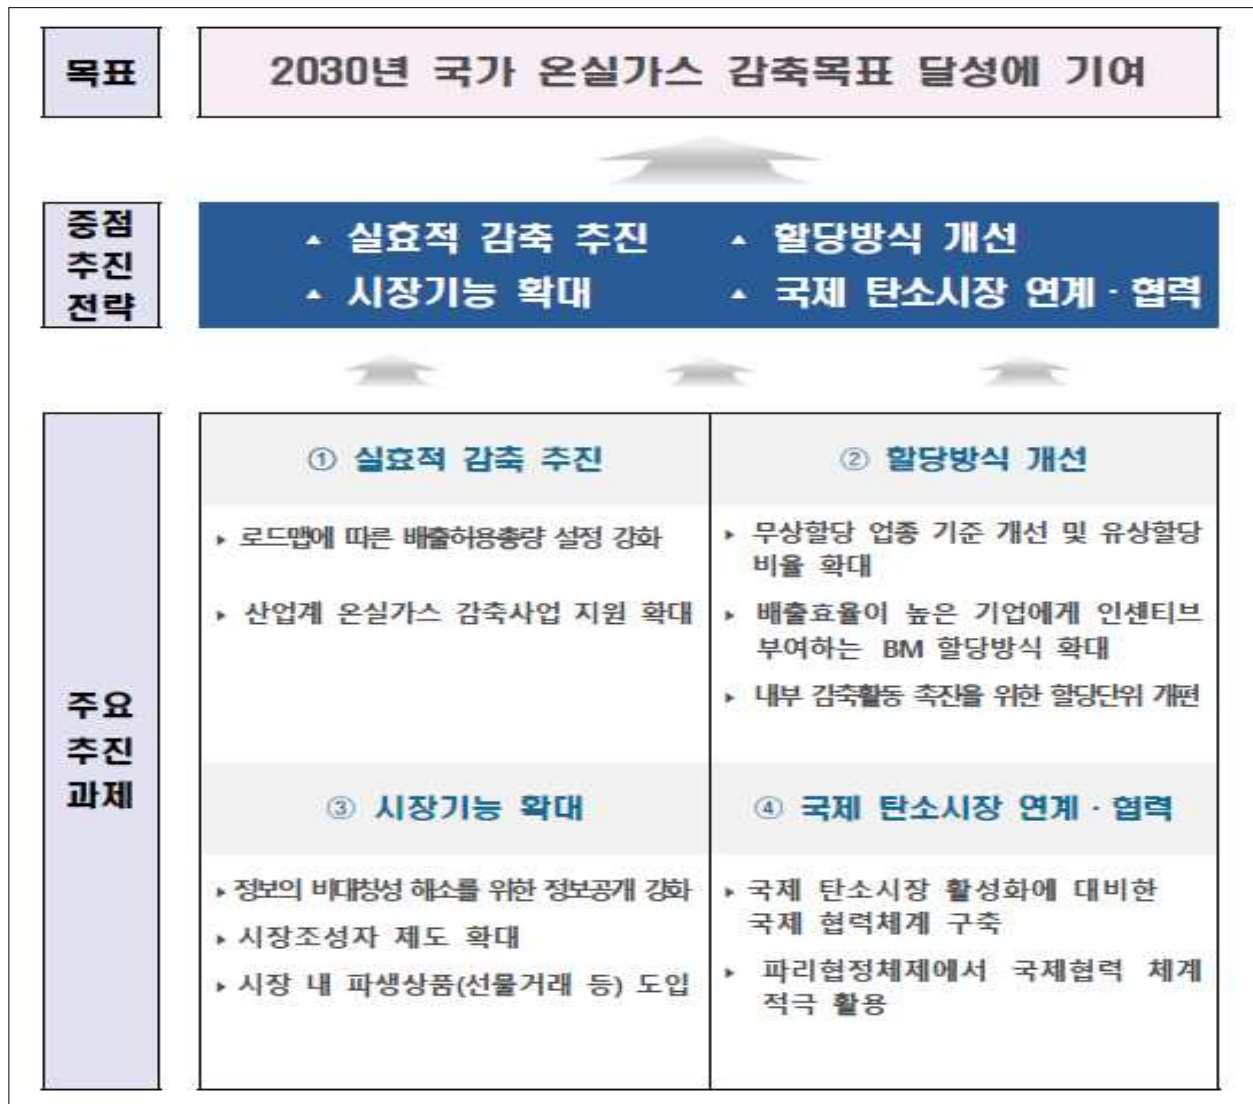 목표
2030년 국가 온실가스 감축목표 달성에 기여
중점
추진
전략
▲ 실효적 감축 추진
▲ 할당방식 개선
▲ 시장기능 확대
▲ 국제 탄소시장 연계·협력
주요
추진
과제
① 실효적 감축 추진
▸ 로드맵에 따른 배출허용총량 설정 강화
▸ 산업계 온실가스 감축사업 지원 확대
② 할당방식 개선
▸ 무상할당 업종 기준 개선 및 유상할당
비율 확대
▸ 배출효율이 높은 기업에게 인센티브
부여하는 BM 할당방식 확대
▸ 내부 감축활동 촉진을 위한 할당단위 개편
③ 시장기능 확대
▸ 정보의 비대칭성 해소를 위한 정보공개 강화
▸ 시장조성자 제도 확대
▸ 시장 내 파생상품(선물거래 등) 도입
④ 국제 탄소시장 연계·협력
▸ 국제 탄소시장 활성화에 대비한
국제 협력체계 구축
▸ 파리협정체제에서 국제협력 체계
적극 활용